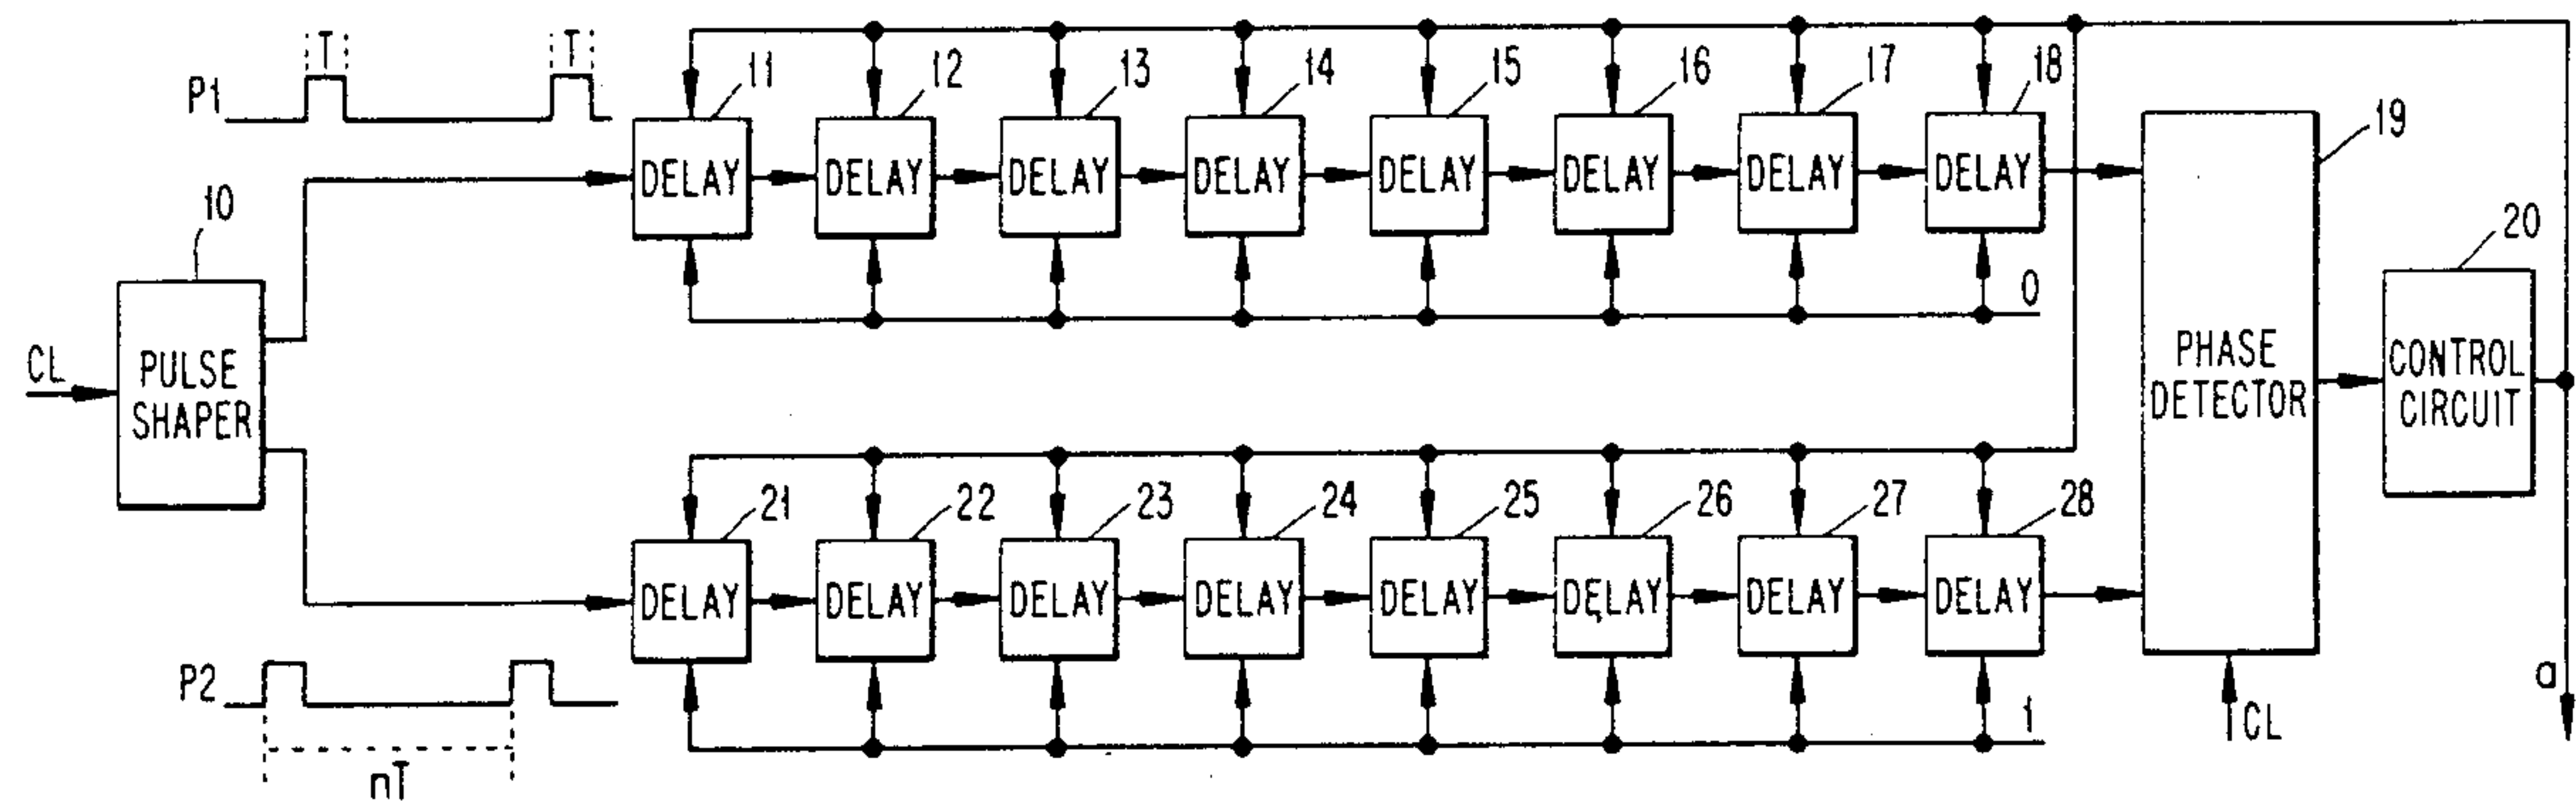 P1
T
T
11
12
13
14
15
16
17
18
19
DELAY
DELAY
DELAY
DELAY
DELAY
DELAY
DELAY
DELAY
10
20
0
CL
PULSE
SHAPER
PHASE
DETECTOR
CONTROL
CIRCUIT
21
22
23
24
25
26
27
28
DELAY
DELAY
DELAY
DELAY
DELAY
DELAY
DELAY
DELAY
P2
nT
1
CL
a